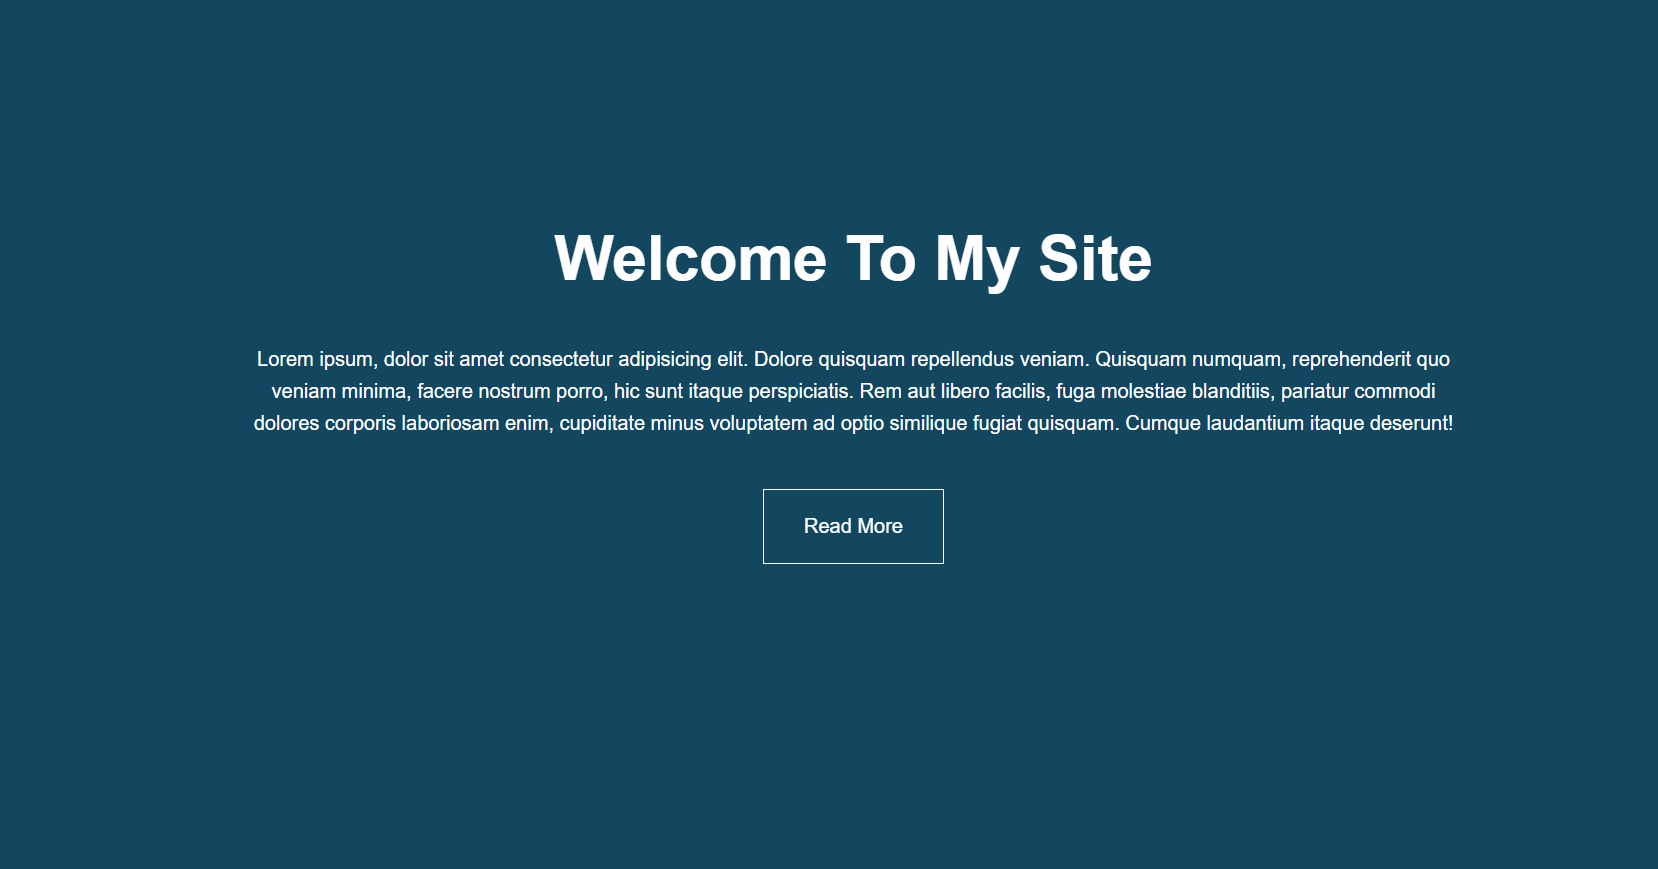 Welcome To My Site
Lorem ipsum, dolor sit amet consectetur adipisicing elit. Dolore quisquam repellendus veniam. Quisquam numquam, reprehenderit quo
veniam minima, facere nostrum porro, hic sunt itaque perspiciatis. Rem aut libero facilis, fuga molestiae blanditiis, pariatur commodi
dolores corporis laboriosam enim, cupiditate minus voluptatem ad optio similique fugiat quisquam. Cumque laudantium itaque deserunt!
Read More